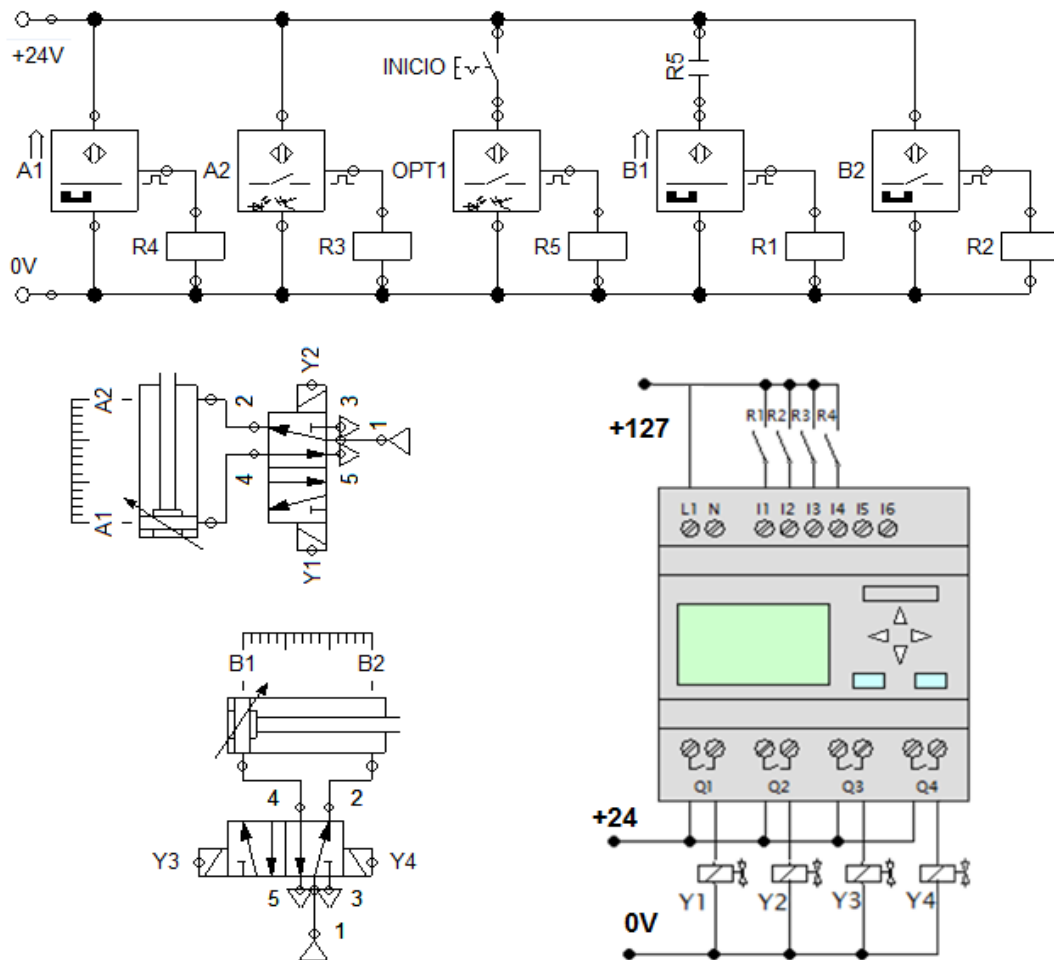 +24V
INICIO
R5
A1
A2
OPT1
B1
B2
R4
R3
R5
R1
R2
0V
Y2
A2
2
3
1
A1
4
5
Y1
B1
B2
4
2
Y3
Y4
5
3
1
+127
R1 R2 R3 R4
L1 N I1 I2 I3 I4 I5 I6
Q1 Q2 Q3 Q4
+24
Y1 Y2 Y3 Y4
0V